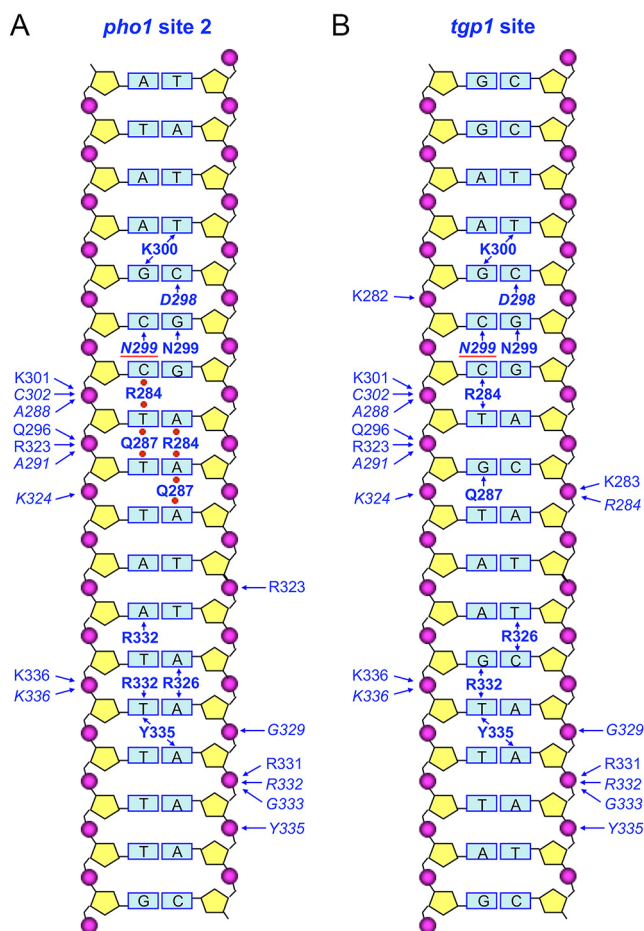 A
pho1 site 2
A T
T A
A T
A T
K300
G C
D298
C G
N299 N299
K301
C302
A288
C G
R284
Q296
R323
A291
T A
Q287 R284
T A
Q287
K324
T A
A T
R323
A T
R332
K336
K336
T A
R332 R326
T A
G329
Y335
T A
R331
R332
G333
T A
Y335
T A
G C
B
tgp1 site
G C
G C
A T
A T
K300
G C
K282
D298
C G
N299 N299
K301
C302
A288
C G
R284
Q296
R323
A291
T A
G C
K283
R284
Q287
K324
T A
A T
A T
R326
G C
K336
K336
R332
T A
G329
Y335
T A
R331
R332
G333
T A
Y335
A T
G C